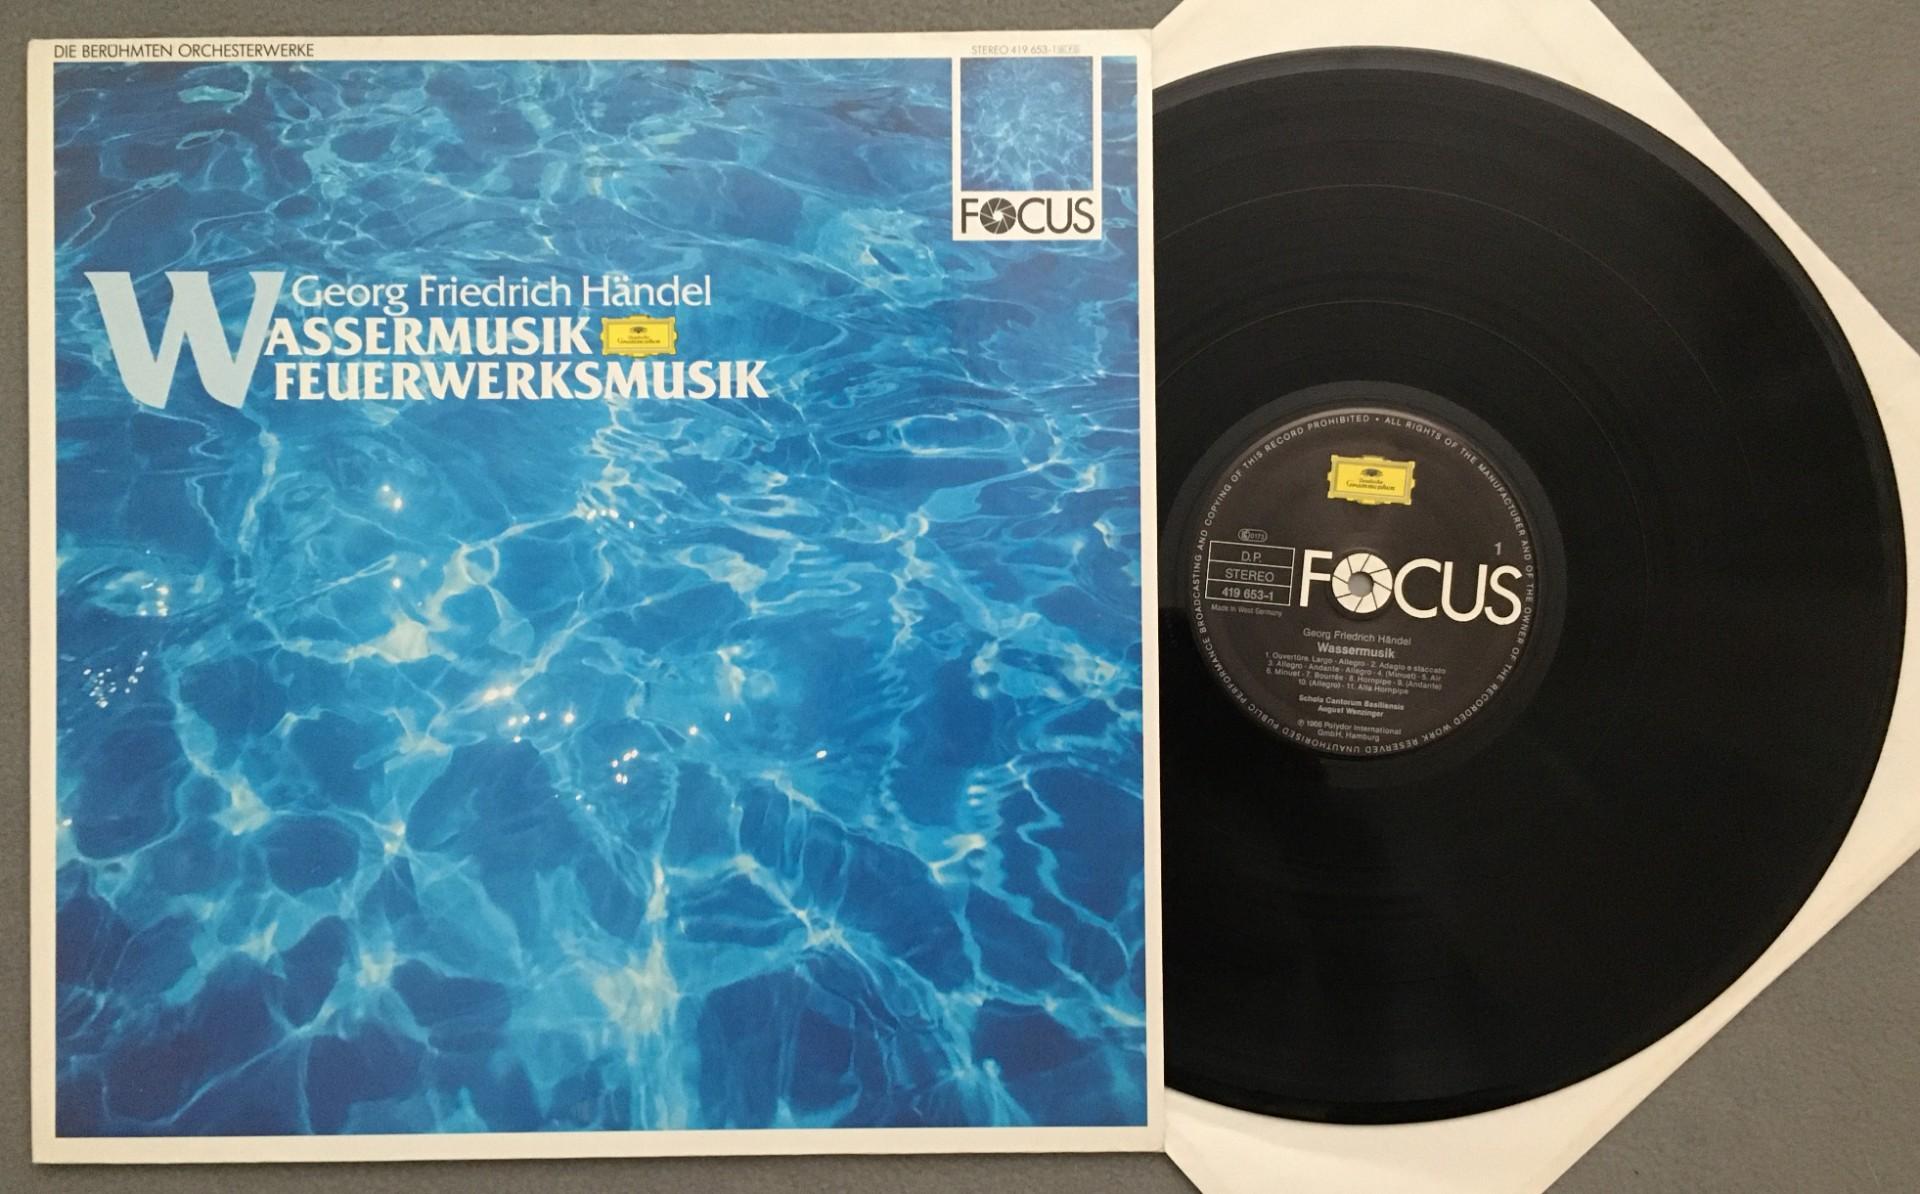 DIE BERÜHMTEN ORCHESTERWERKE
STEREO 419 653-1
FOCUS
Georg Friedrich Händel
WASSERMUSIK
Deutsche
Grammophon
FEUERWERKSMUSIK
PUBLIC PERFORMANCE BROADCASTING AND COPYING OF THIS RECORD PROHIBITED • ALL RIGHTS OF THE MANUFACTURER AND OF THE OWNER OF THE RECORDED WORK RESERVED UNAUTHORISED
Deutsche
Grammophon
0173
D.P.
STEREO
419 653-1
Made in West Germany
1
FOCUS
Georg Friedrich Händel
Wassermusik
1. Ouvertüre. Largo - Allegro - 2. Adagio e staccato
3. Allegro - Andante - Allegro - 4. (Minuet) - 5. Air
6. Minuet - 7. Bourrée - 8. Hornpipe - 9. (Andante)
10. (Allegro) - 11. Alla Hornpipe
Schola Cantorum Basiliensis
August Wenzinger
℗ 1966 Polydor International
GmbH, Hamburg